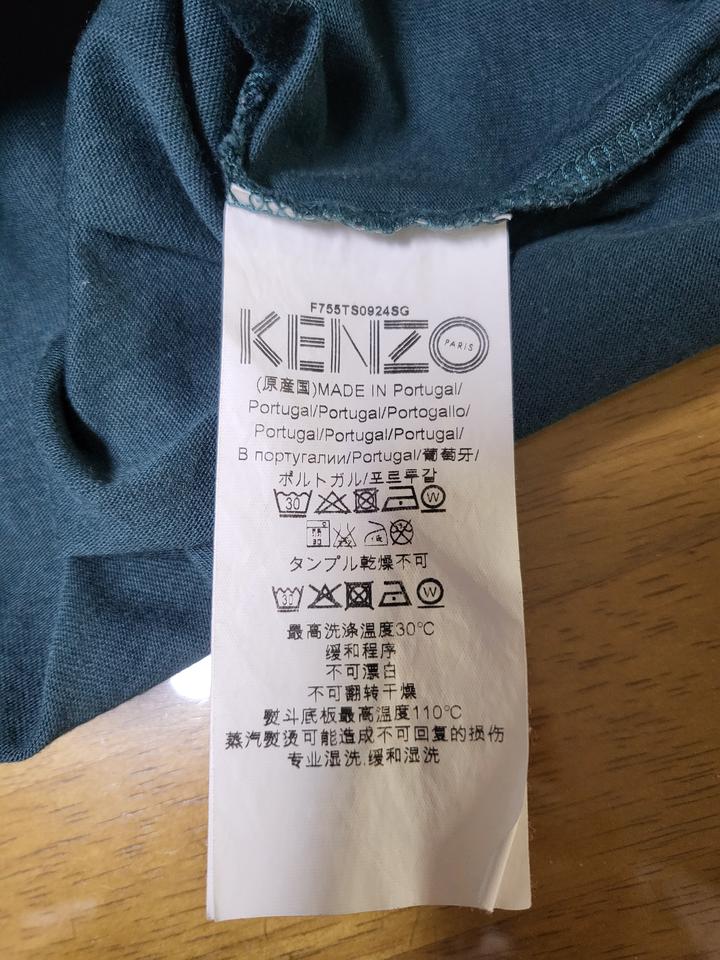 F755TS0924SG
KENZO
PARIS
(原産国)MADE IN Portugal/
Portugal/Portugal/Portogallo/
Portugal/Portugal/Portugal/
В португалии/Portugal/葡萄牙/
ポルトガル/포르투갈
30 W
タンプル乾燥不可
30 W
最高洗涤温度30°C
缓和程序
不可漂白
不可翻转干燥
熨斗底板最高温度110°C
蒸汽熨烫可能造成不可回复的损伤
专业湿洗,缓和湿洗